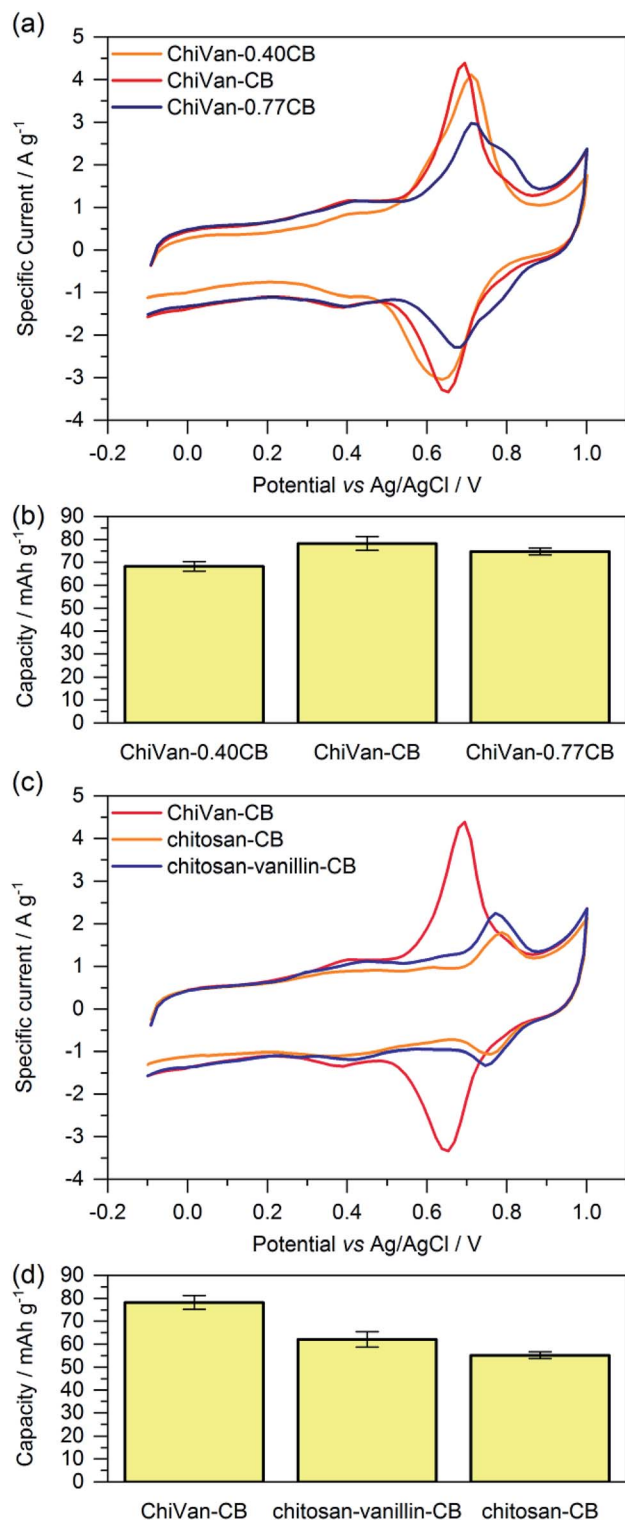 (a)
ChiVan-0.40CB
ChiVan-CB
ChiVan-0.77CB
5
4
3
2
1
0
-1
-2
-3
-4
Specific Current / A g⁻¹
-0.2 0.0 0.2 0.4 0.6 0.8 1.0
Potential vs Ag/AgCl / V
(b)
90
80
70
60
50
40
30
20
10
0
Capacity / mAh g⁻¹
ChiVan-0.40CB ChiVan-CB ChiVan-0.77CB
(c)
ChiVan-CB
chitosan-CB
chitosan-vanillin-CB
5
4
3
2
1
0
-1
-2
-3
-4
Specific current / A g⁻¹
-0.2 0.0 0.2 0.4 0.6 0.8 1.0
Potential vs Ag/AgCl / V
(d)
90
80
70
60
50
40
30
20
10
0
Capacity / mAh g⁻¹
ChiVan-CB chitosan-vanillin-CB chitosan-CB